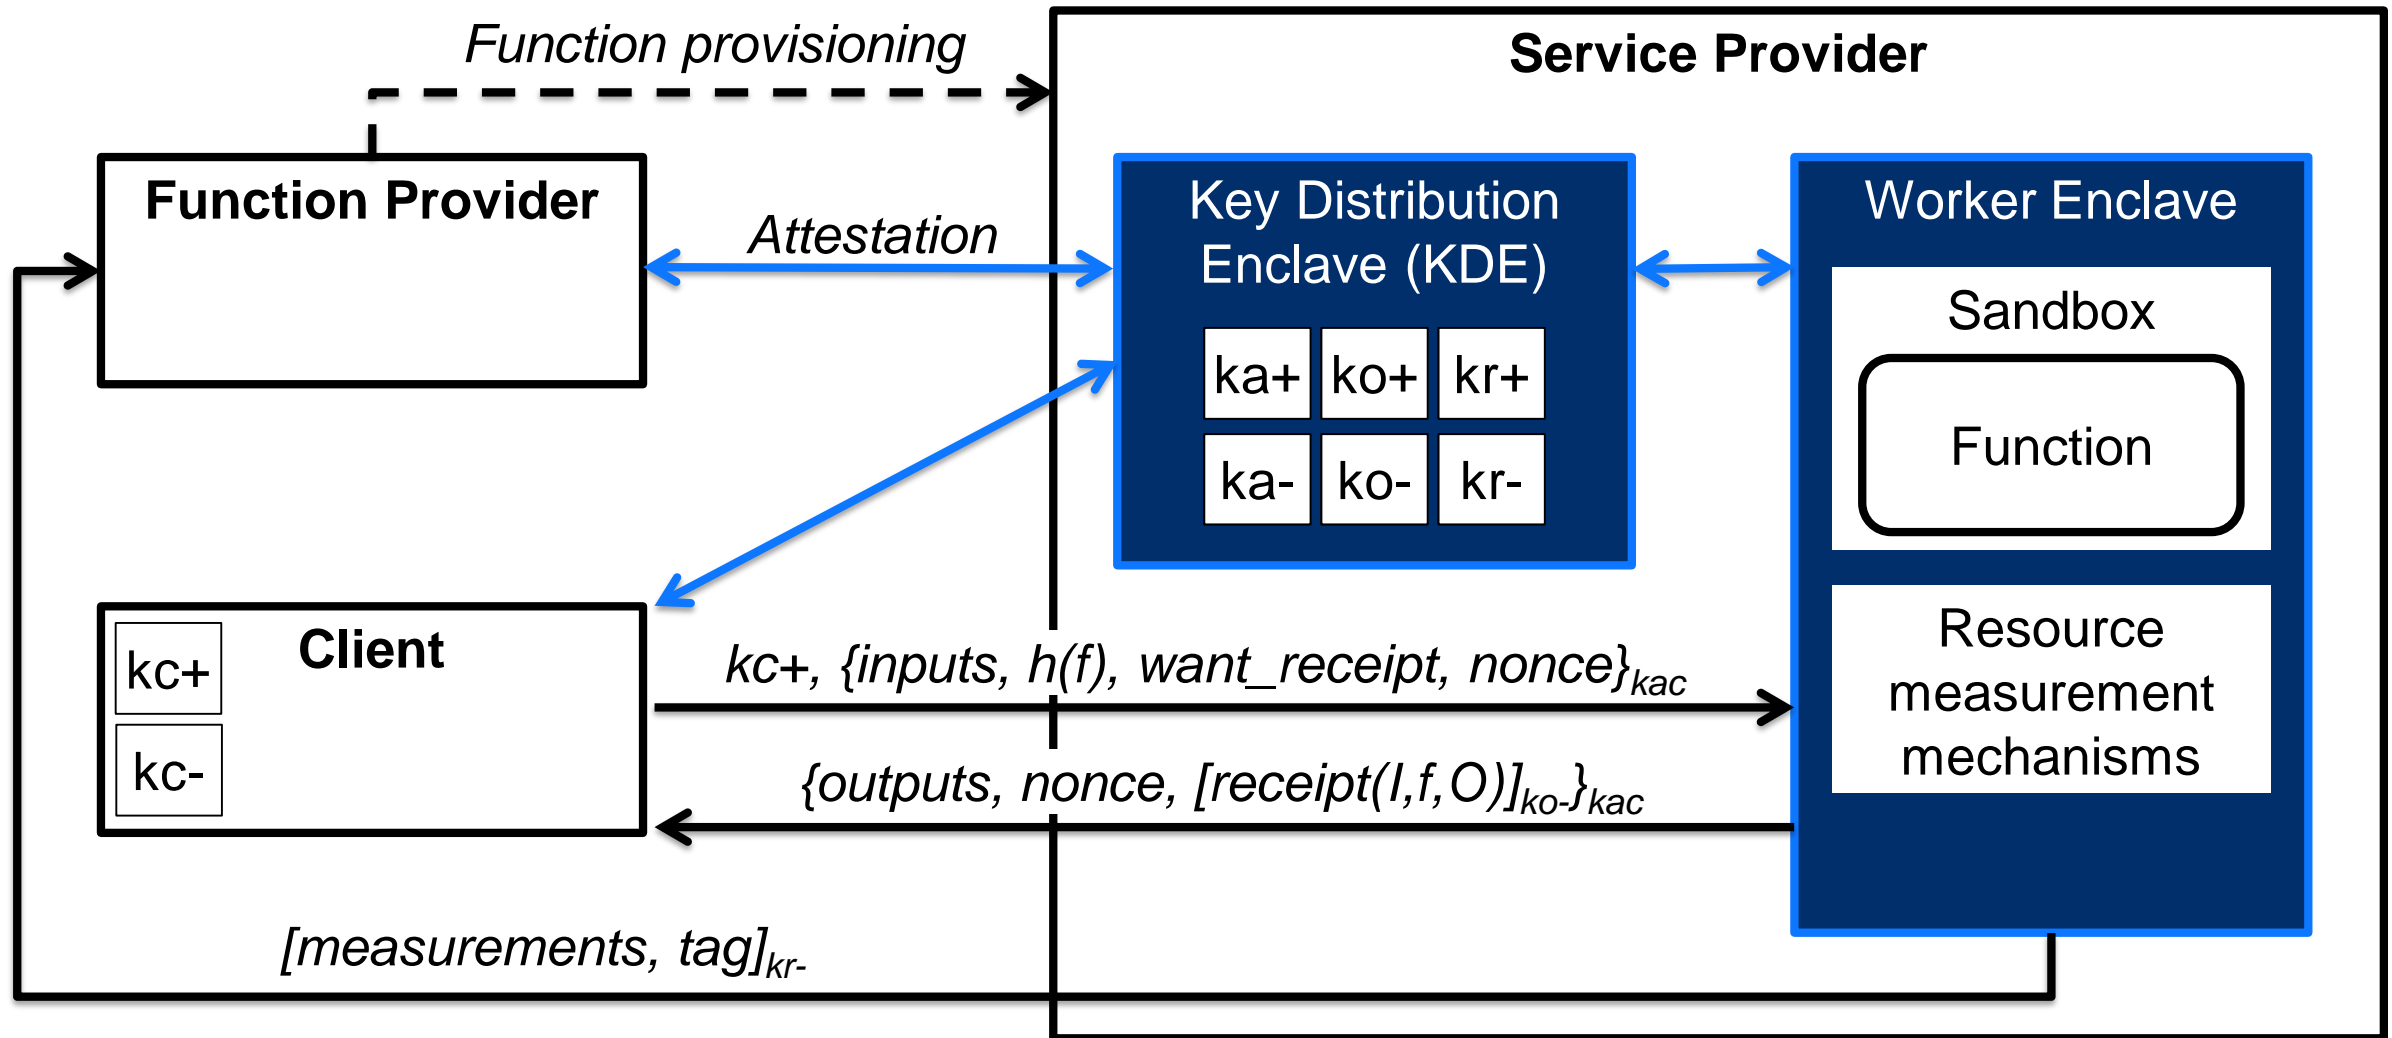 Function provisioning
Service Provider
Function Provider
Attestation
Key Distribution
Enclave (KDE)
ka+ ko+ kr+
ka- ko- kr-
Worker Enclave
Sandbox
Function
Resource
measurement
mechanisms
Client
kc+
kc-
kc+, {inputs, h(f), want_receipt, nonce}kac
{outputs, nonce, [receipt(I,f,O)]ko-}kac
[measurements, tag]kr-